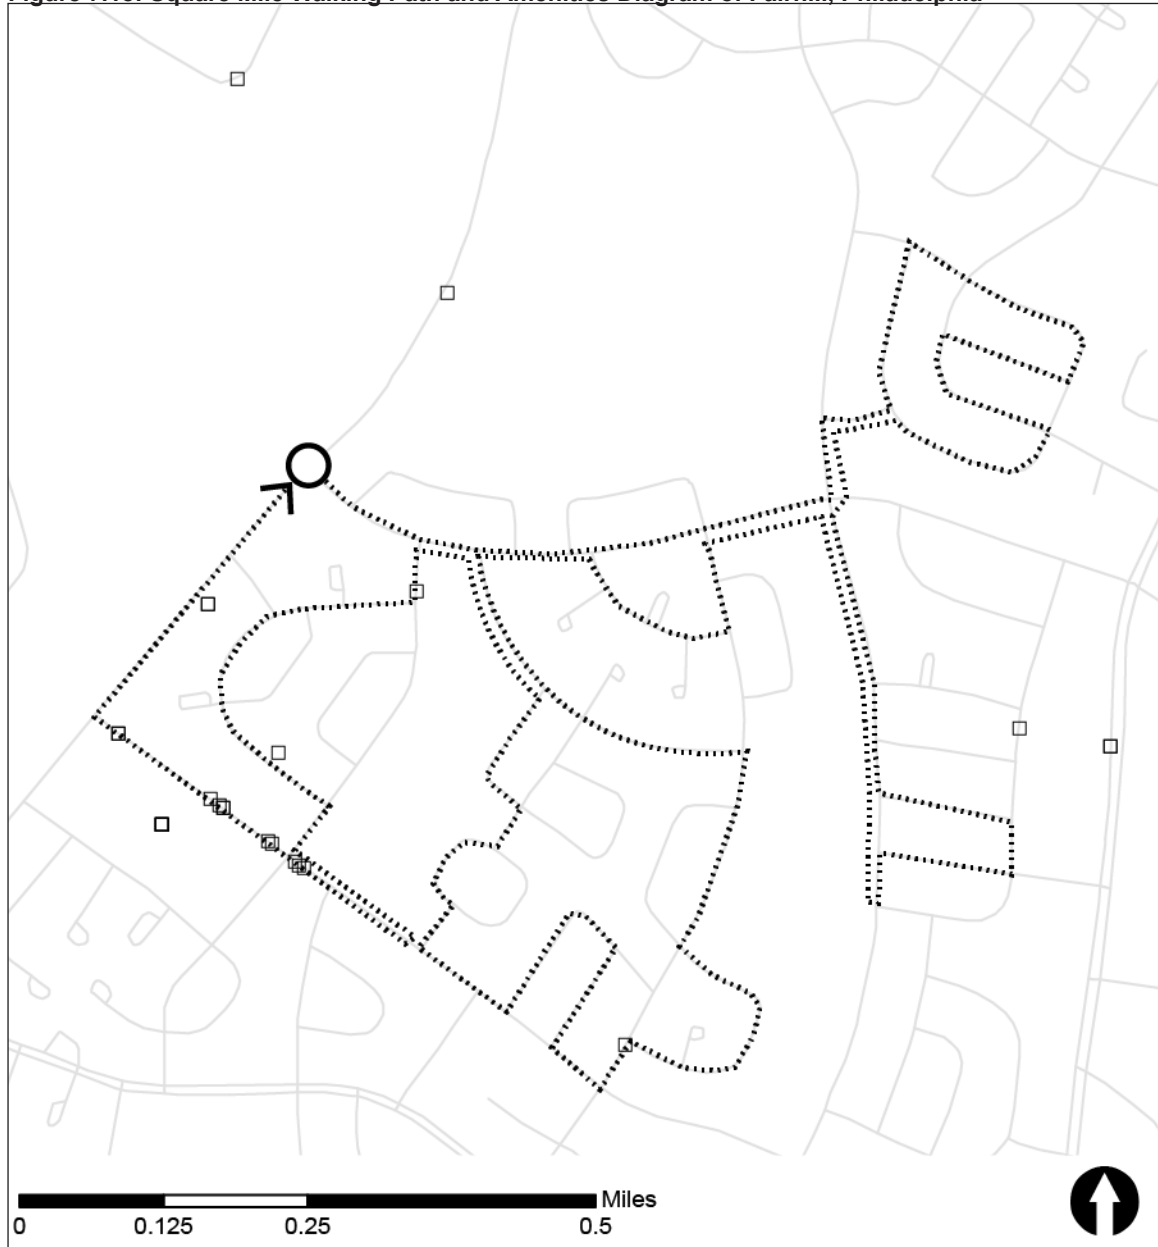 Figure Square Mile Walking Path and Amenities Diagram of Fairhill, Philadelphia
Miles
0 0.125 0.25 0.5